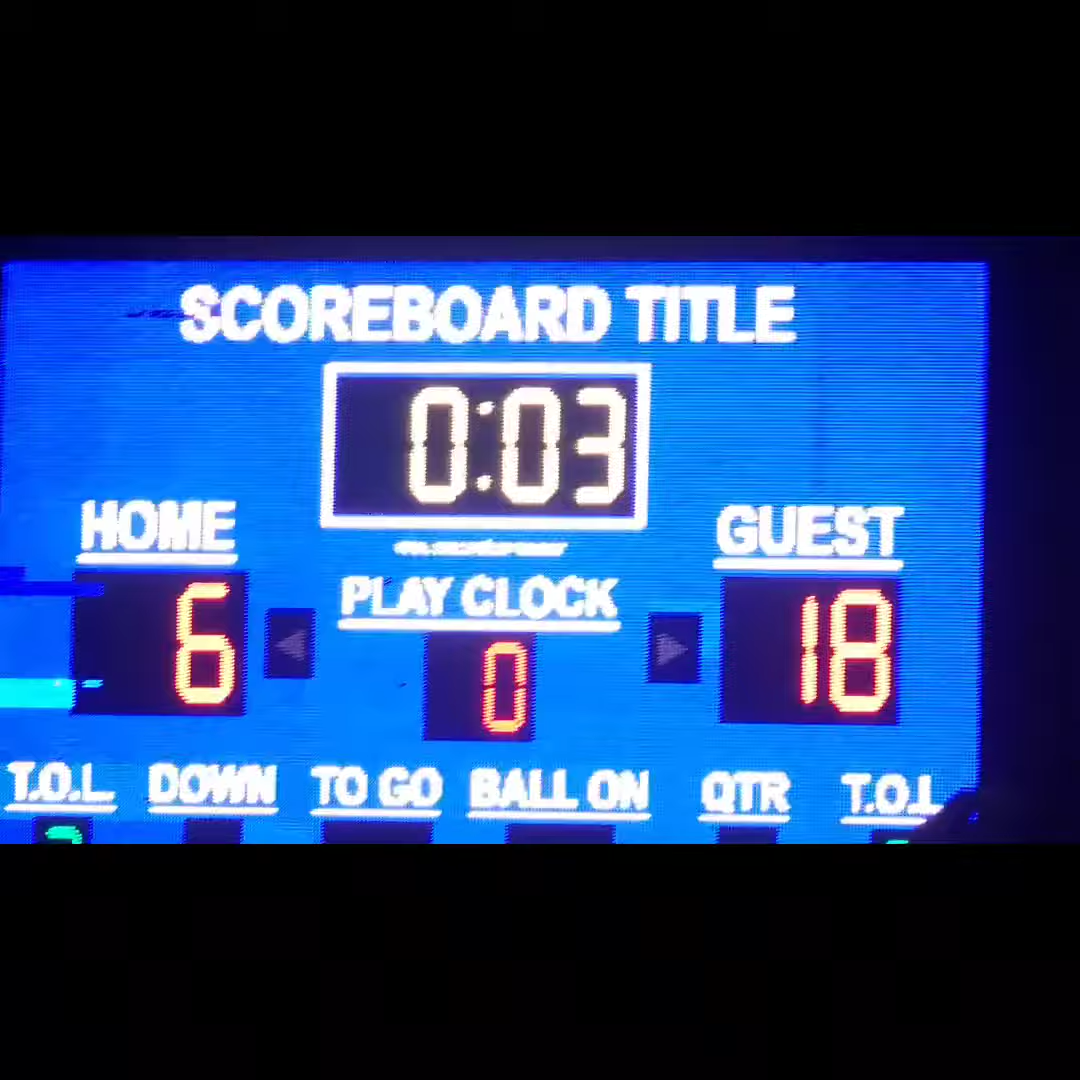 SCOREBOARD TITLE
0:03
HOME
GUEST
PLAY CLOCK
6
0
18
T.O.L DOWN TO GO BALL ON QTR T.O.L